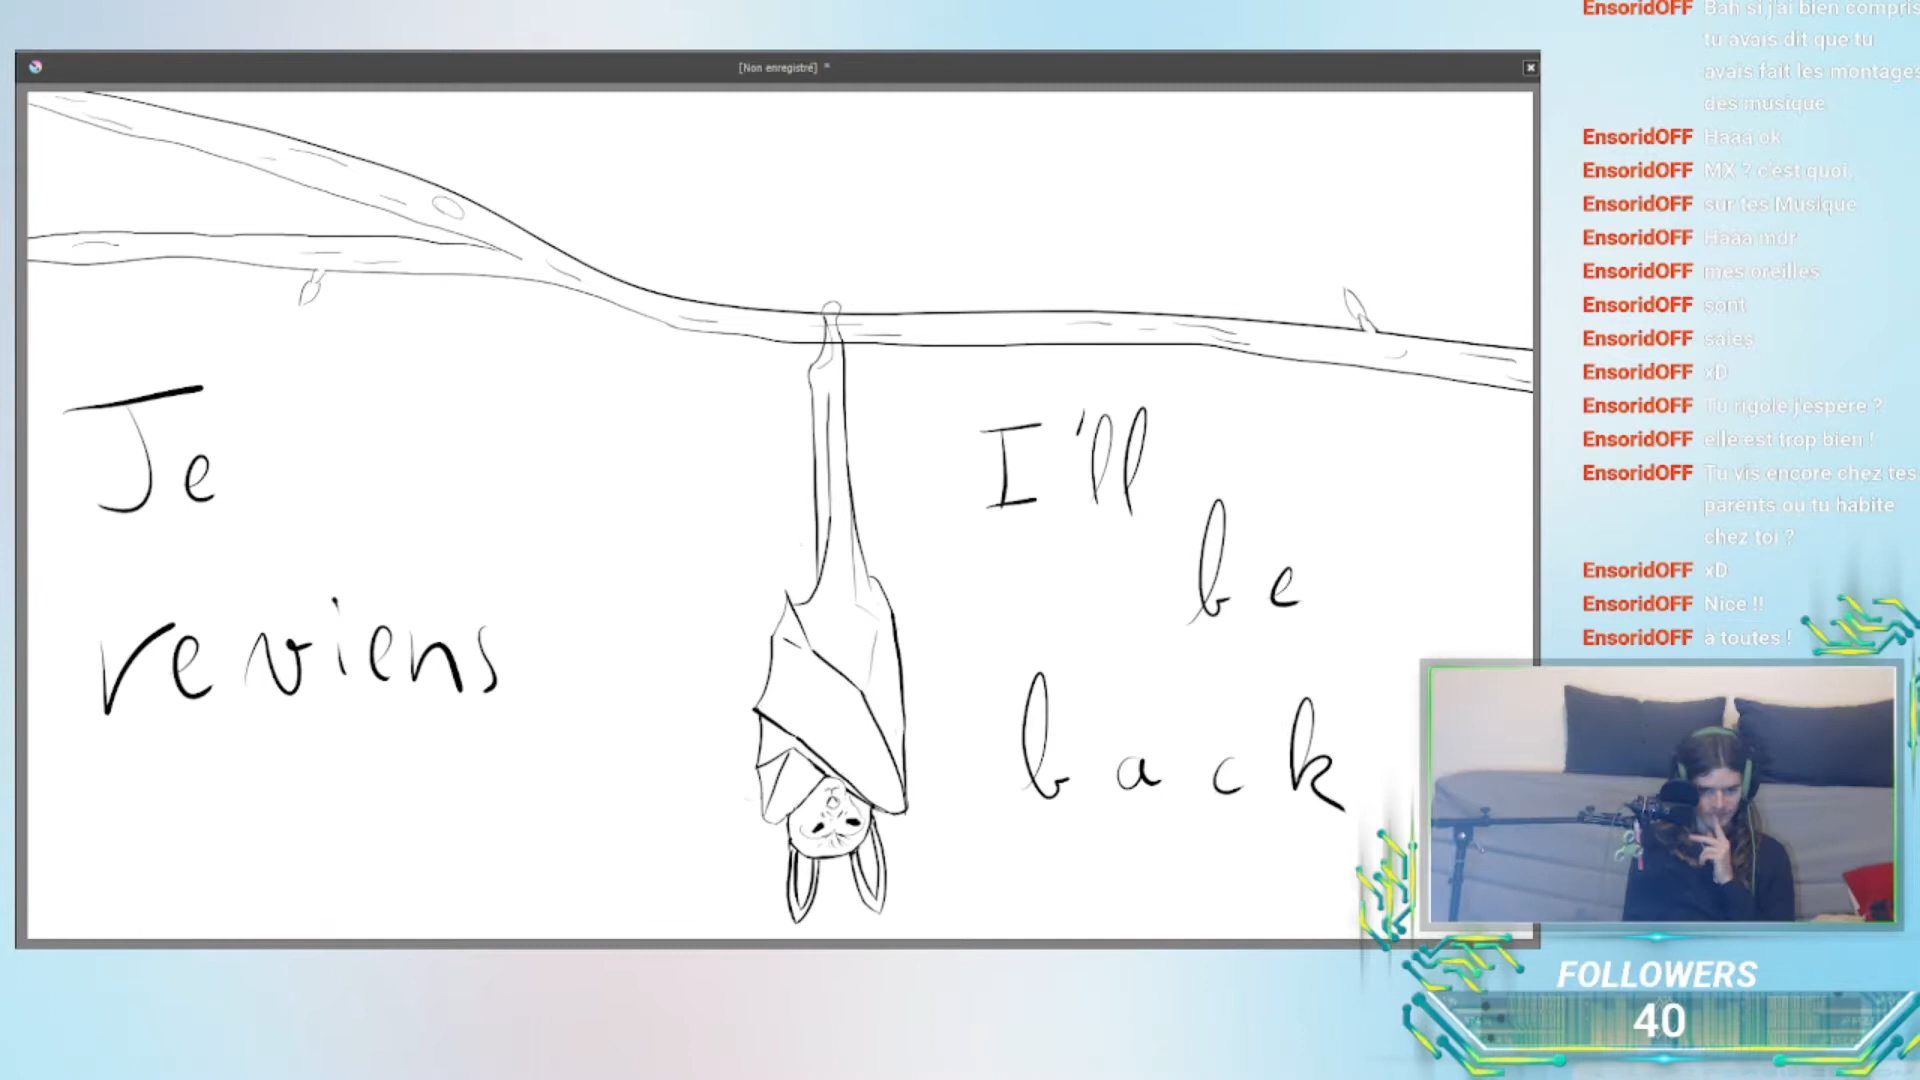 [Non enregistré] *
Je
reviens
I'll
be
back
EnsoridOFF Bah si j'ai bien compris
tu avais dit que tu
avais fait les montages
des musique
EnsoridOFF Haaa ok
EnsoridOFF MX ? c'est quoi
EnsoridOFF sur tes Musique
EnsoridOFF Haaa mdr
EnsoridOFF mes oreilles
EnsoridOFF sont
EnsoridOFF sales
EnsoridOFF xD
EnsoridOFF Tu rigole j'espere ?
EnsoridOFF elle est trop bien !
EnsoridOFF Tu vis encore chez tes
parents ou tu habite
chez toi ?
EnsoridOFF xD
EnsoridOFF Nice !!
EnsoridOFF à toutes !
FOLLOWERS
40